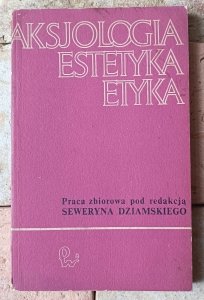 AKSJOLOGIA
ESTETYKA
ETYKA
Praca zbiorowa pod redakcją
SEWERYNA DZIAMSKIEGO